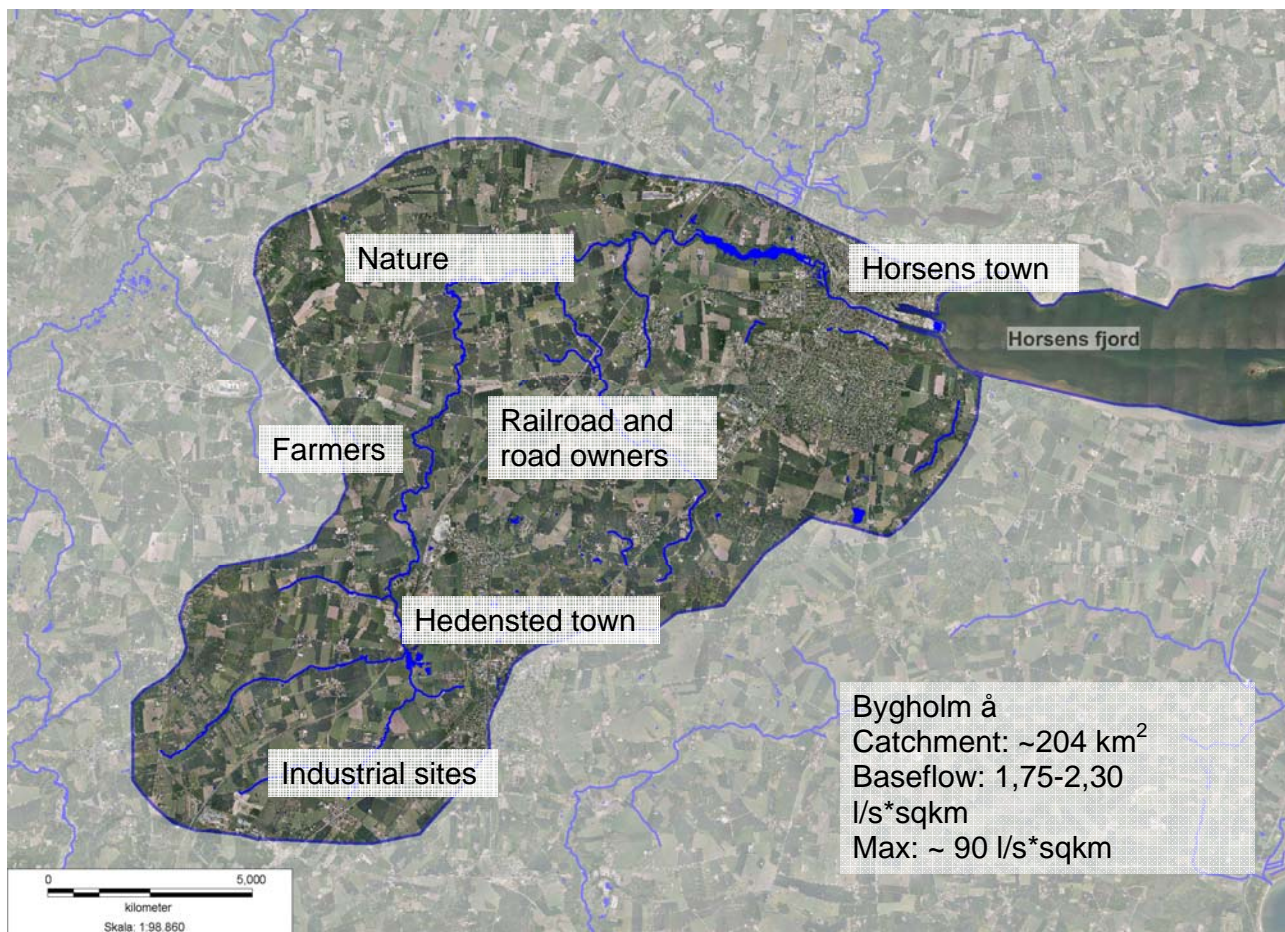 Nature
Horsens town
Horsens fjord
Railroad and
road owners
Farmers
Hedensted town
Industrial sites
Bygholm å
Catchment: ~204 km²
Baseflow: 1,75-2,30
l/s*sqkm
Max: ~ 90 l/s*sqkm
0 5,000
kilometer
Skala: 1:98.860